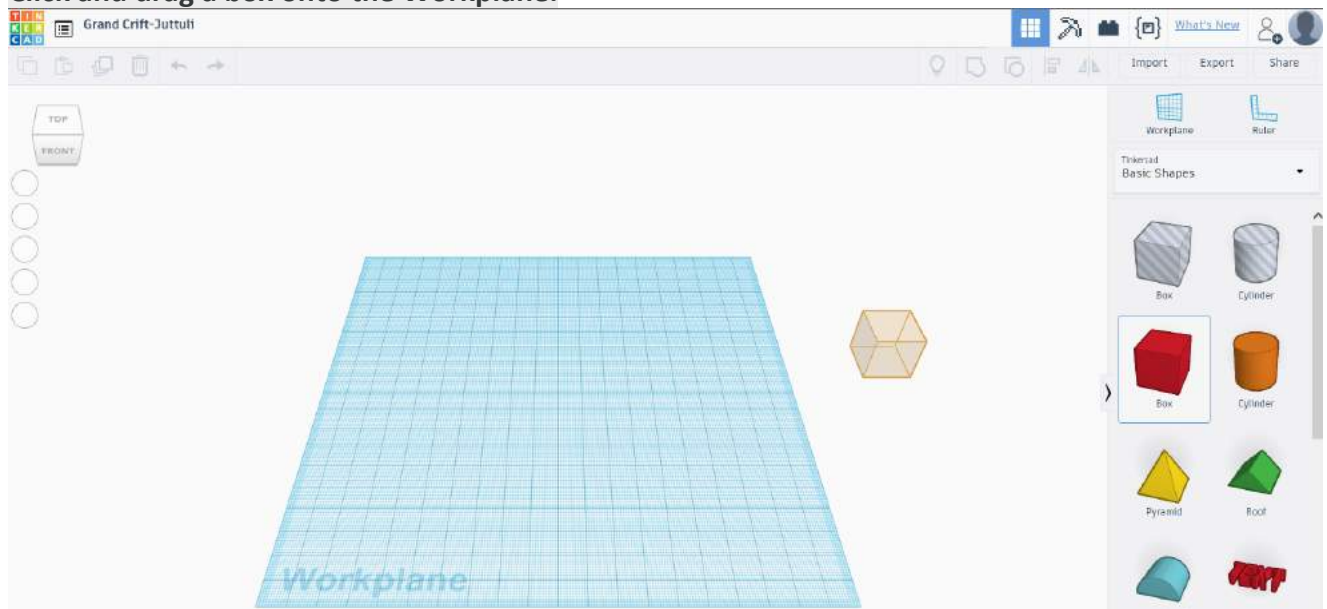 Click and drag a box onto the Workplane.
TIN
KER
CAD
Grand Crift-Juttuli
What's New
Import Export Share
TOP
FRONT
Workplane Ruler
Tinkercad
Basic Shapes
Box Cylinder
Box Cylinder
Pyramid Roof
TEXT
Workplane